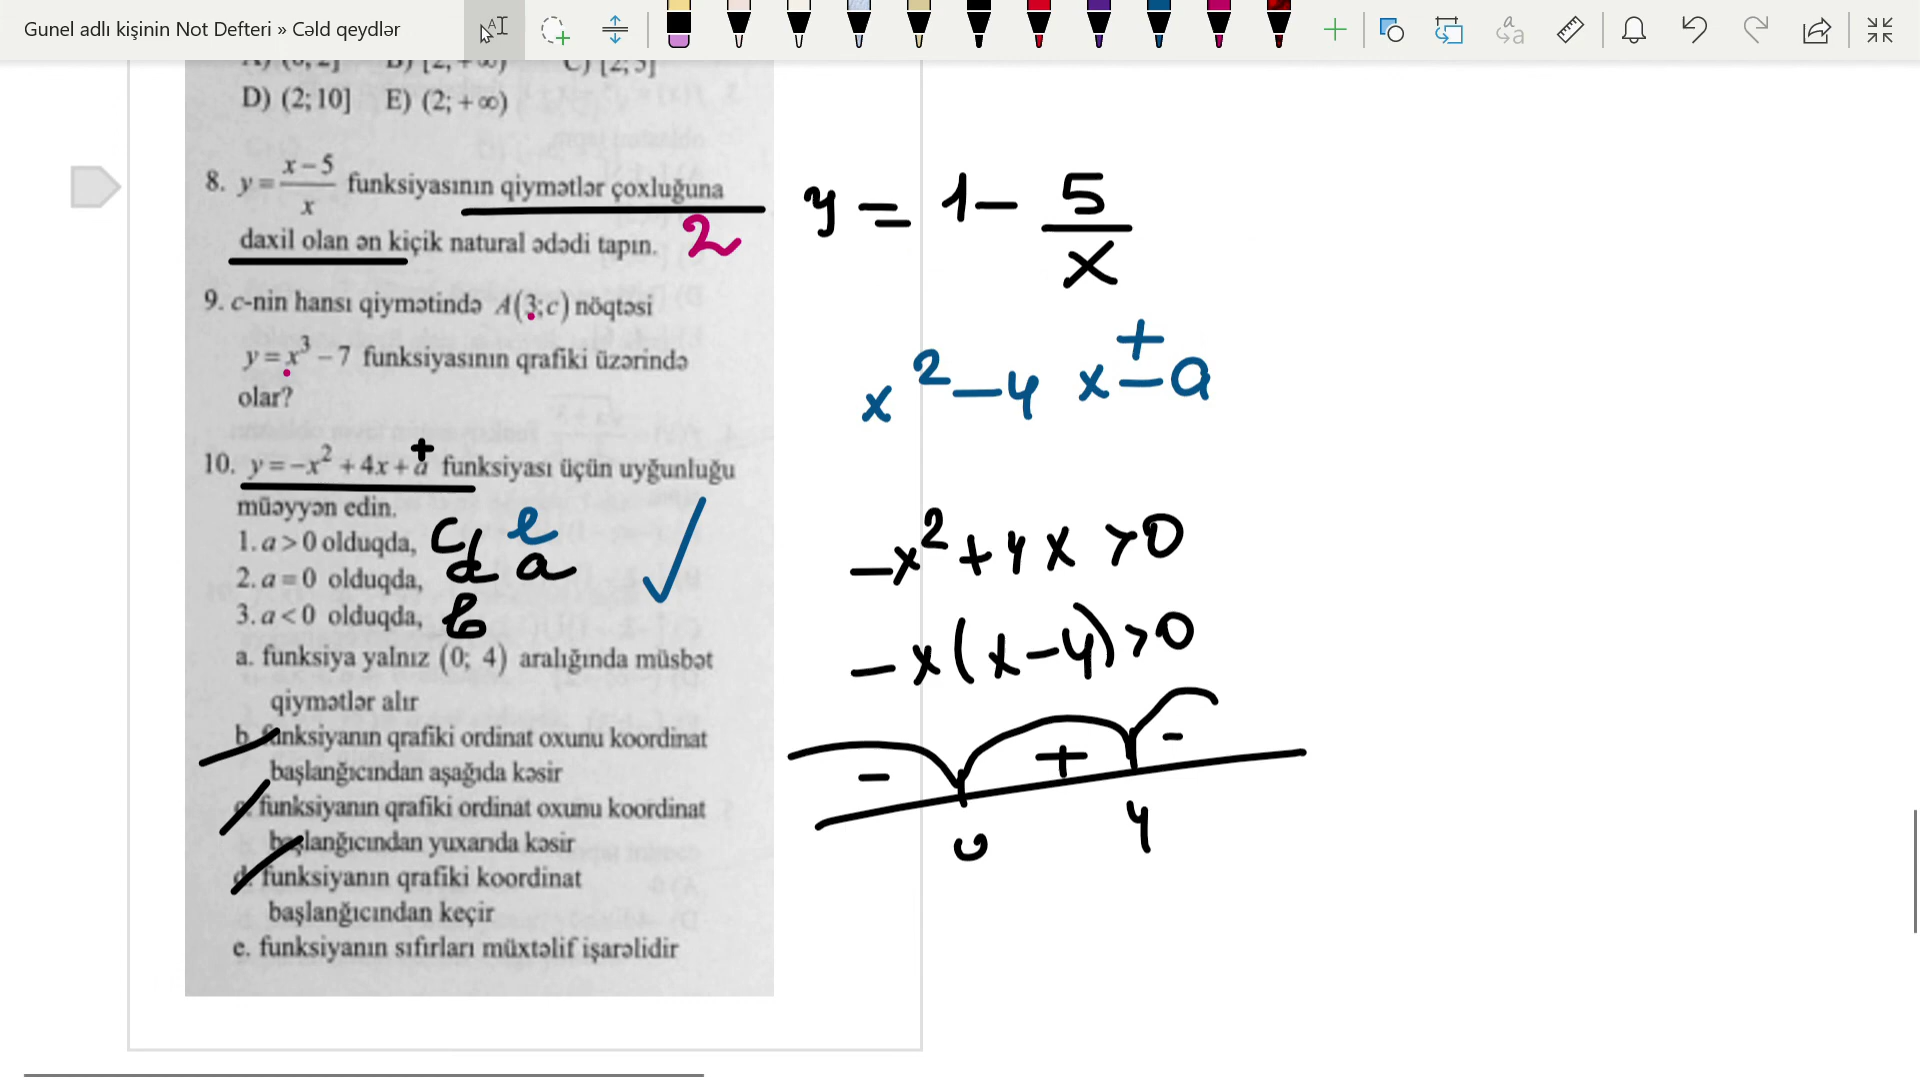 Gunel adlı kişinin Not Defteri » Cəld qeydlər
D) (2; 10]   E) (2; +∞)
8. y = (x – 5)/x funksiyasının qiymətlər çoxluğuna
daxil olan ən kiçik natural ədədi tapın. 2
9. c-nin hansı qiymətində A(3; c) nöqtəsi
y = x³ – 7 funksiyasının qrafiki üzərində
olar?
10. y = –x² + 4x + a funksiyası üçün uyğunluğu
müəyyən edin.
1. a > 0 olduqda, c, e
2. a = 0 olduqda, d a
3. a < 0 olduqda, b
a. funksiya yalnız (0; 4) aralığında müsbət
qiymətlər alır
b. funksiyanın qrafiki ordinat oxunu koordinat
başlanğıcından aşağıda kəsir
c. funksiyanın qrafiki ordinat oxunu koordinat
başlanğıcından yuxarıda kəsir
d. funksiyanın qrafiki koordinat
başlanğıcından keçir
e. funksiyanın sıfırları müxtəlif işarəlidir
y = 1 – 5/x
x² – 4x ± a
–x² + 4x > 0
–x(x – 4) > 0
– + –
0 4